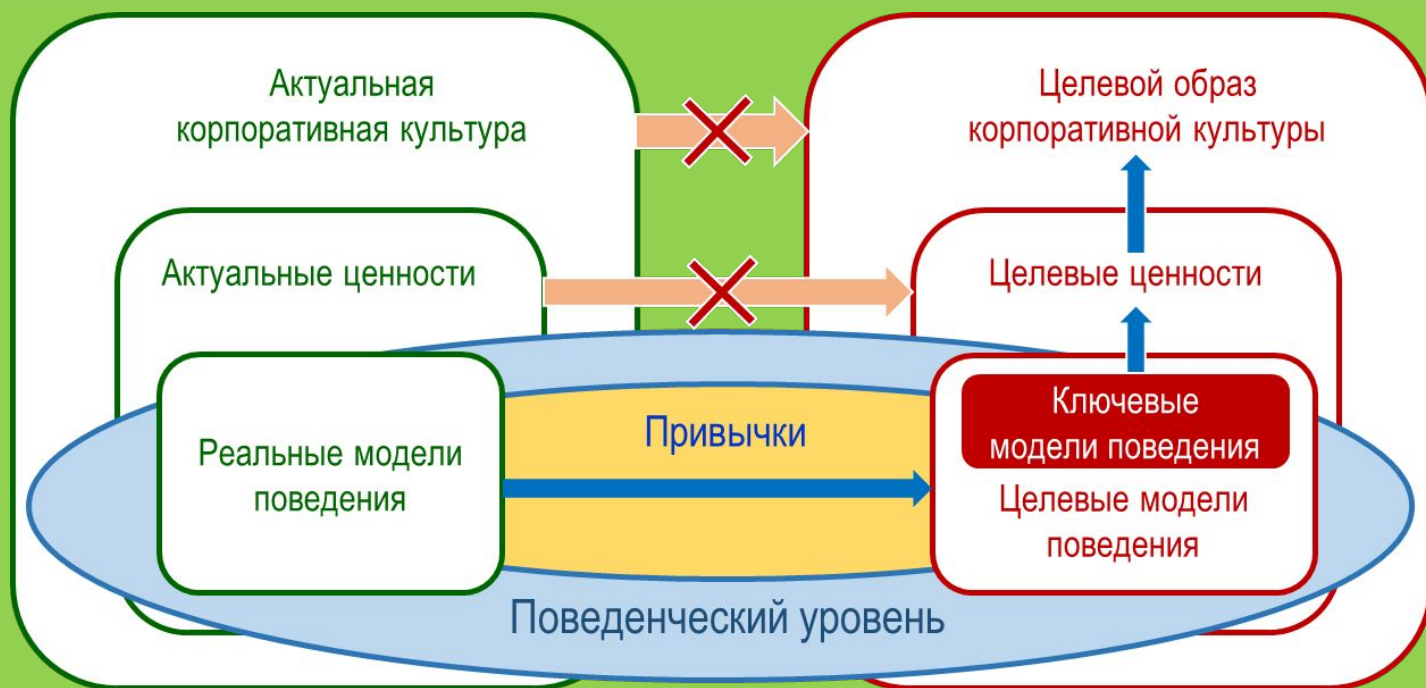 Актуальная
корпоративная культура
Целевой образ
корпоративной культуры
Актуальные ценности
Целевые ценности
Реальные модели
поведения
Привычки
Ключевые
модели поведения
Целевые модели
поведения
Поведенческий уровень